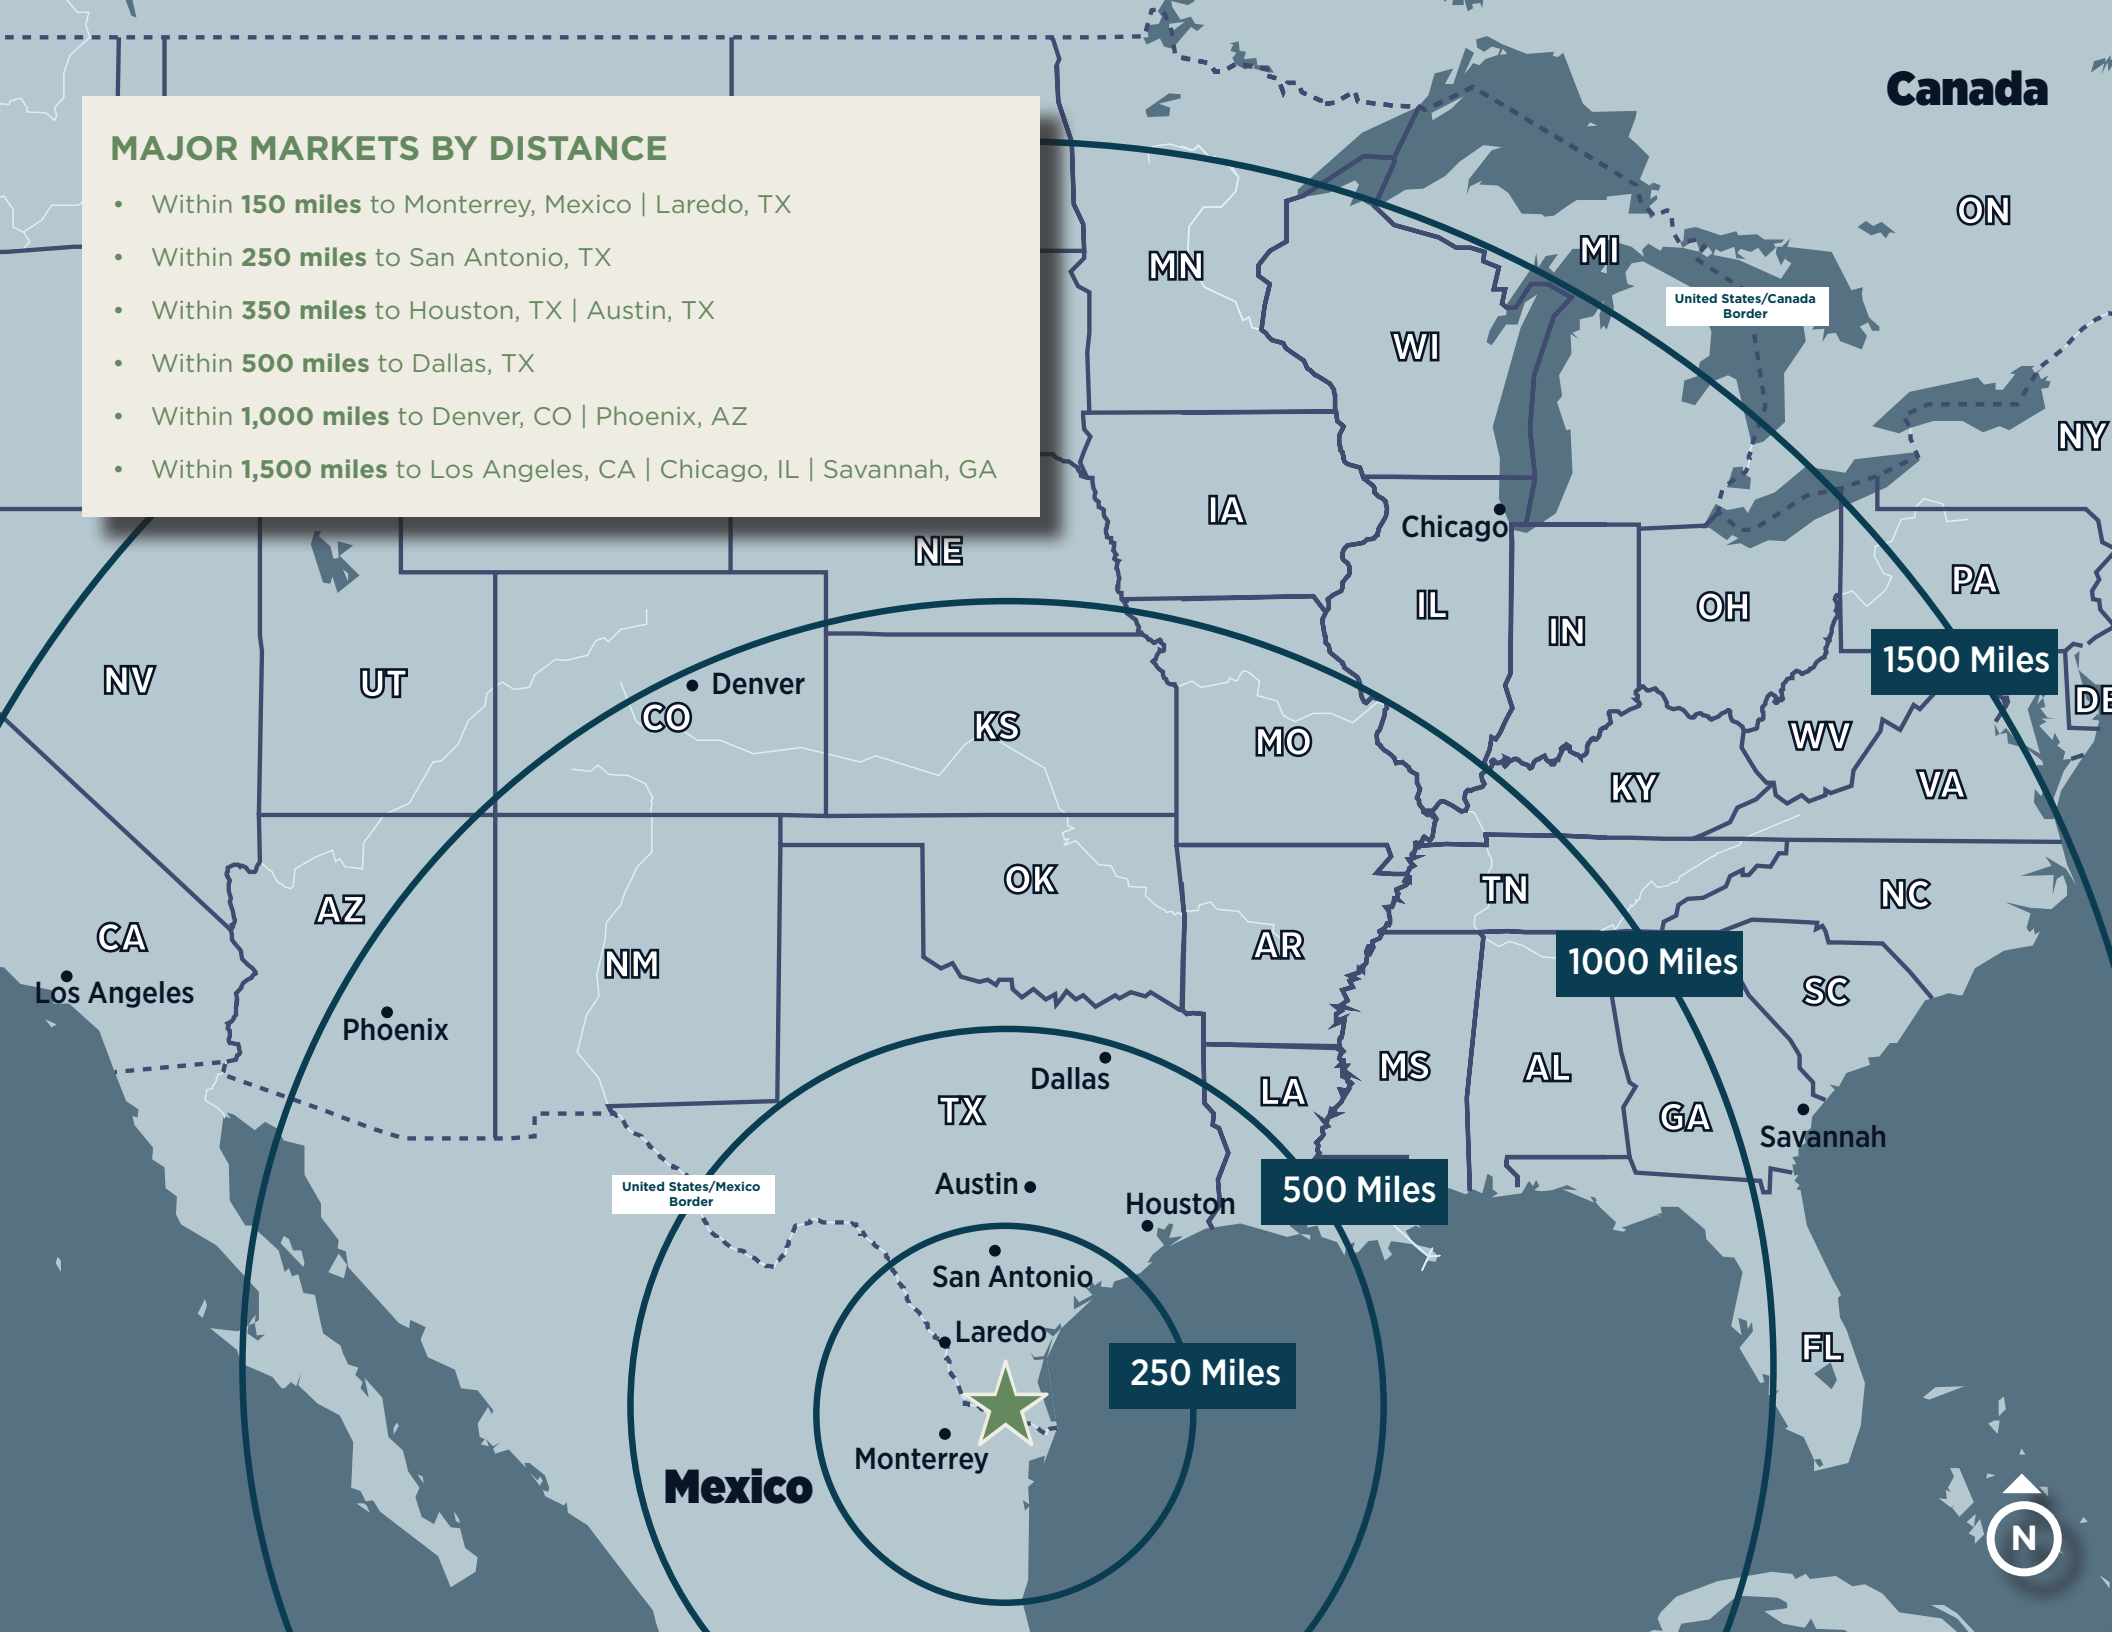 Canada
MAJOR MARKETS BY DISTANCE
• Within 150 miles to Monterrey, Mexico | Laredo, TX
• Within 250 miles to San Antonio, TX
• Within 350 miles to Houston, TX | Austin, TX
• Within 500 miles to Dallas, TX
• Within 1,000 miles to Denver, CO | Phoenix, AZ
• Within 1,500 miles to Los Angeles, CA | Chicago, IL | Savannah, GA
ON
MI
MN
United States/Canada
Border
WI
NY
IA
Chicago
NE
PA
IL
OH
IN
1500 Miles
NV
UT
Denver
DE
CO
KS
WV
MO
VA
KY
OK
TN
NC
AZ
CA
AR
1000 Miles
NM
Los Angeles
SC
Phoenix
MS
AL
Dallas
LA
TX
GA
Savannah
United States/Mexico
Border
Austin
500 Miles
Houston
San Antonio
Laredo
FL
250 Miles
Monterrey
Mexico
N